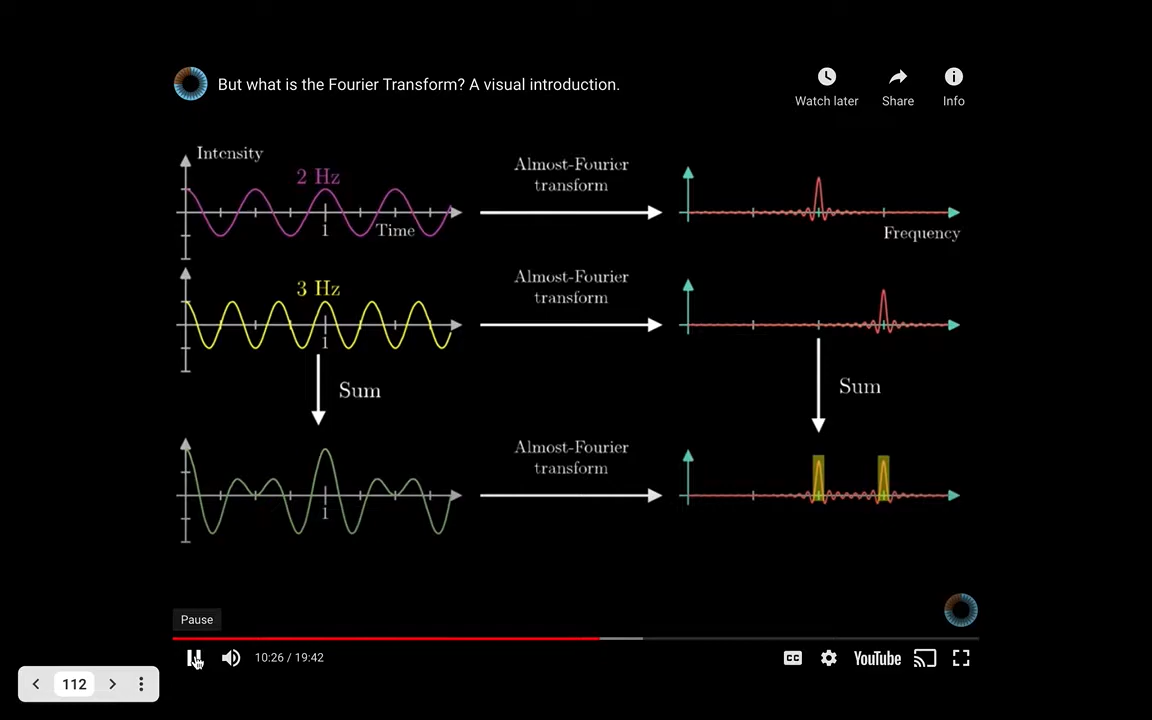 But what is the Fourier Transform? A visual introduction.
Watch later
Share
Info
Intensity
2 Hz
1
Time
Almost-Fourier
transform
Frequency
3 Hz
1
Almost-Fourier
transform
Sum
Sum
1
Almost-Fourier
transform
Pause
10:26 / 19:42
CC
YouTube
112